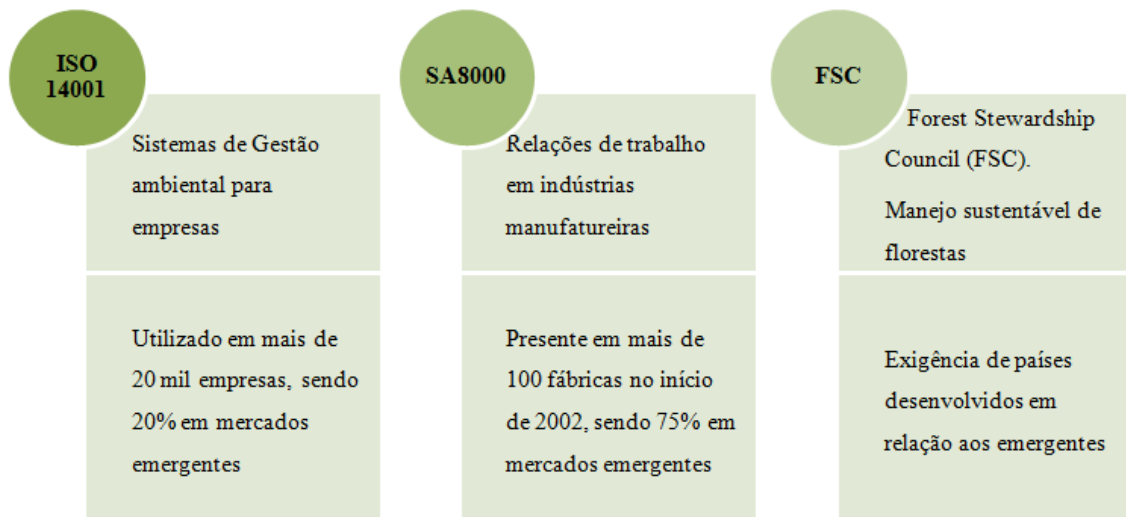 ISO
14001
Sistemas de Gestão
ambiental para
empresas
Utilizado em mais de
20 mil empresas, sendo
20% em mercados
emergentes
SA8000
Relações de trabalho
em indústrias
manufatureiras
Presente em mais de
100 fábricas no início
de 2002, sendo 75% em
mercados emergentes
FSC
Forest Stewardship
Council (FSC).
Manejo sustentável de
florestas
Exigência de países
desenvolvidos em
relação aos emergentes